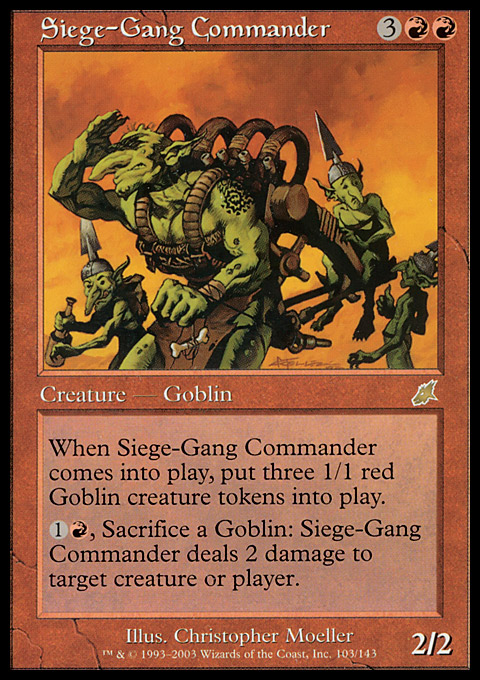 Siege-Gang Commander 3
Creature — Goblin
When Siege-Gang Commander
comes into play, put three 1/1 red
Goblin creature tokens into play.
1, Sacrifice a Goblin: Siege-Gang
Commander deals 2 damage to
target creature or player.
Illus. Christopher Moeller
™ & © 1993–2003 Wizards of the Coast, Inc. 103/143
2/2